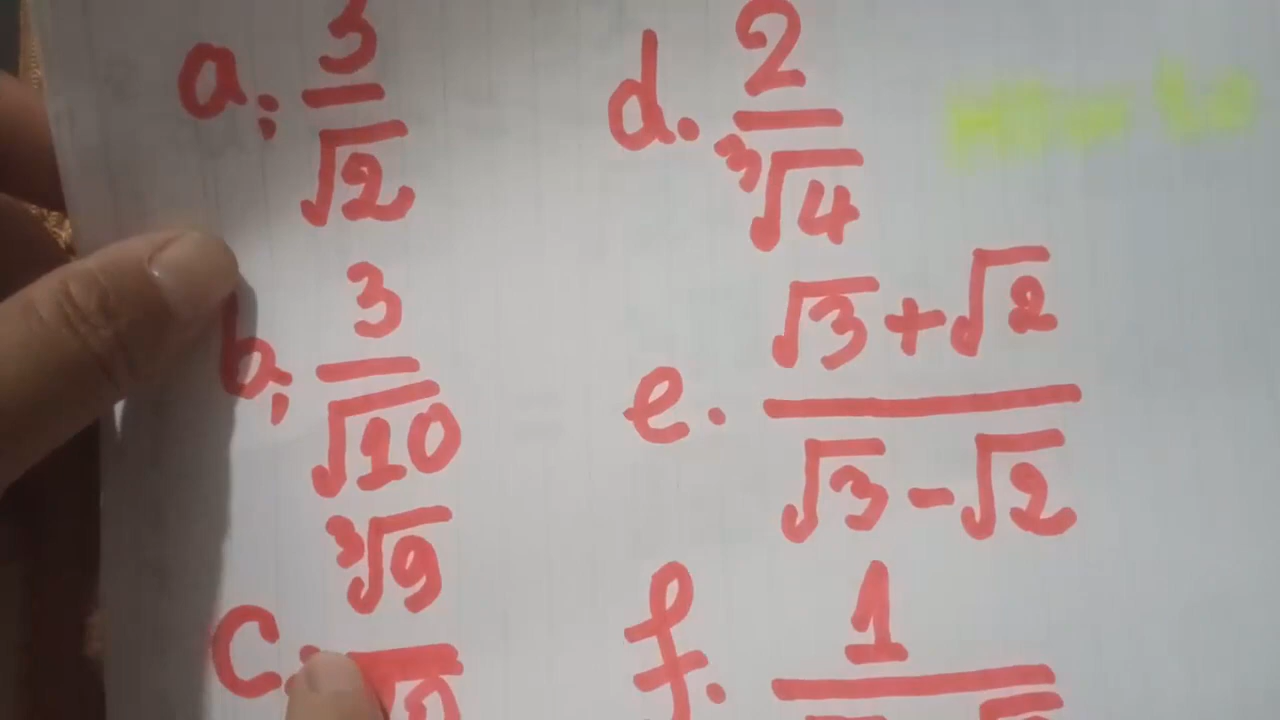 a; 3/√2
b; 3/√10
c. ∛9
d. 2/∛4
e. (√3+√2)/(√3-√2)
f. 1